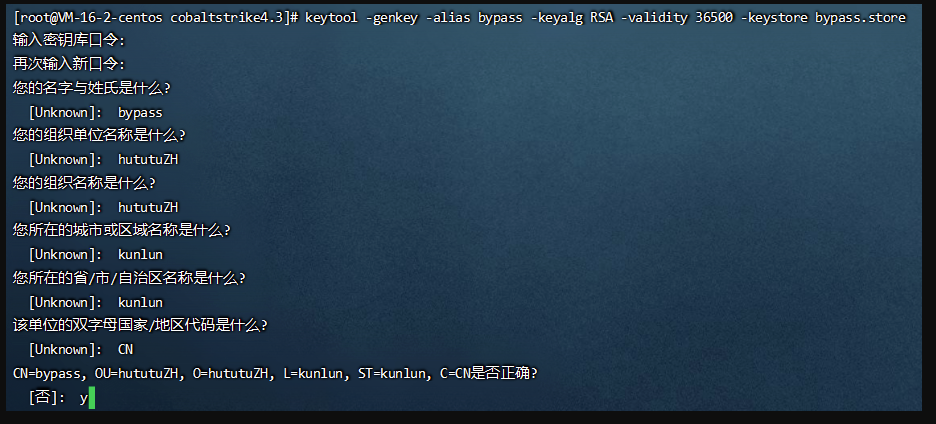 [root@VM-16-2-centos cobaltstrike4.3]# keytool -genkey -alias bypass -keyalg RSA -validity 36500 -keystore bypass.store
输入密钥库口令:
再次输入新口令:
您的名字与姓氏是什么?
[Unknown]: bypass
您的组织单位名称是什么?
[Unknown]: hututuZH
您的组织名称是什么?
[Unknown]: hututuZH
您所在的城市或区域名称是什么?
[Unknown]: kunlun
您所在的省/市/自治区名称是什么?
[Unknown]: kunlun
该单位的双字母国家/地区代码是什么?
[Unknown]: CN
CN=bypass, OU=hututuZH, O=hututuZH, L=kunlun, ST=kunlun, C=CN是否正确?
[否]: y